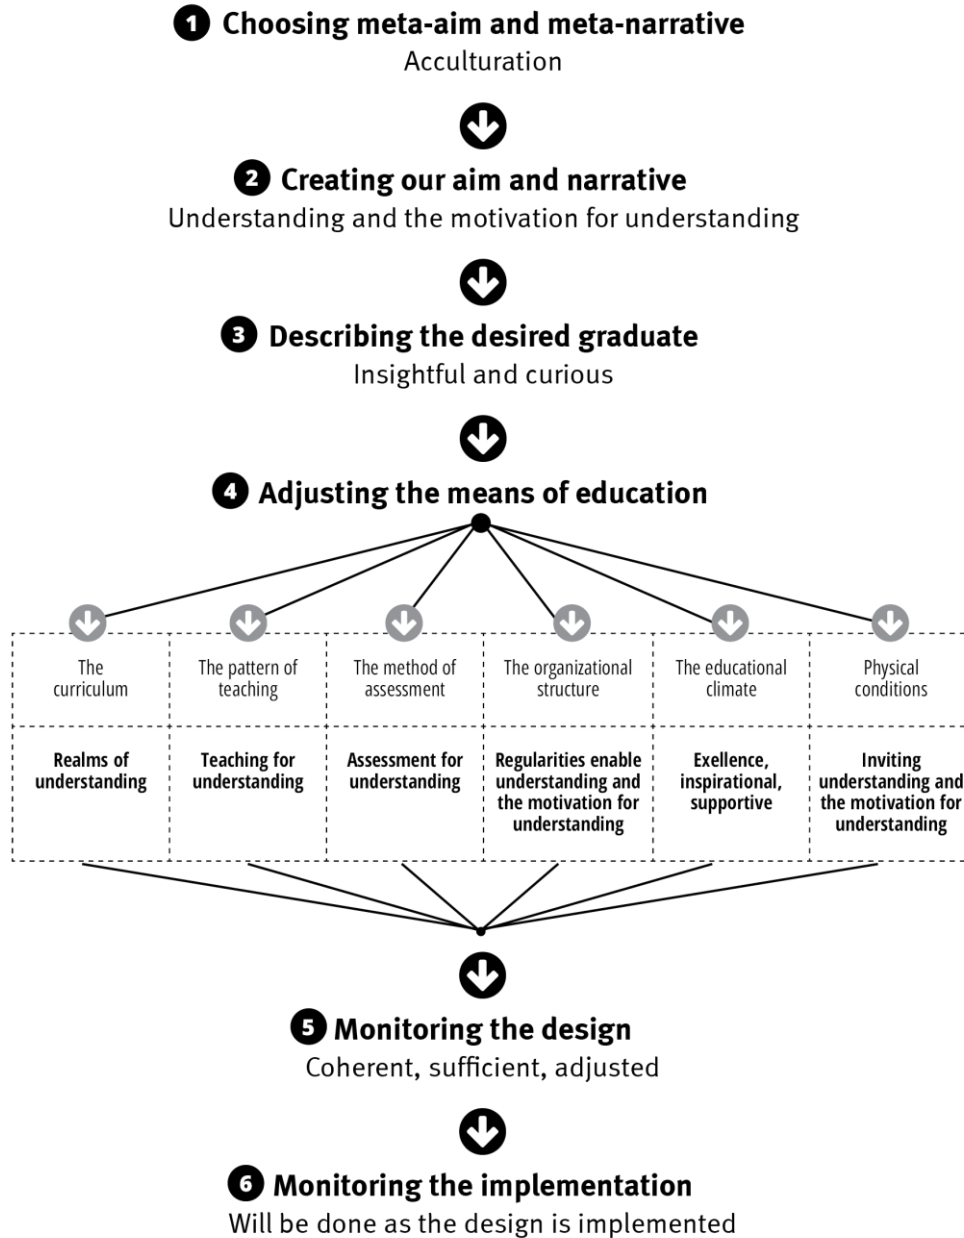 1 Choosing meta-aim and meta-narrative
Acculturation
2 Creating our aim and narrative
Understanding and the motivation for understanding
3 Describing the desired graduate
Insightful and curious
4 Adjusting the means of education
The
curriculum
The pattern of
teaching
The method of
assessment
The organizational
structure
The educational
climate
Physical
conditions
Realms of
understanding
Teaching for
understanding
Assessment for
understanding
Regularities enable
understanding and
the motivation for
understanding
Exellence,
inspirational,
supportive
Inviting
understanding and
the motivation for
understanding
5 Monitoring the design
Coherent, sufficient, adjusted
6 Monitoring the implementation
Will be done as the design is implemented